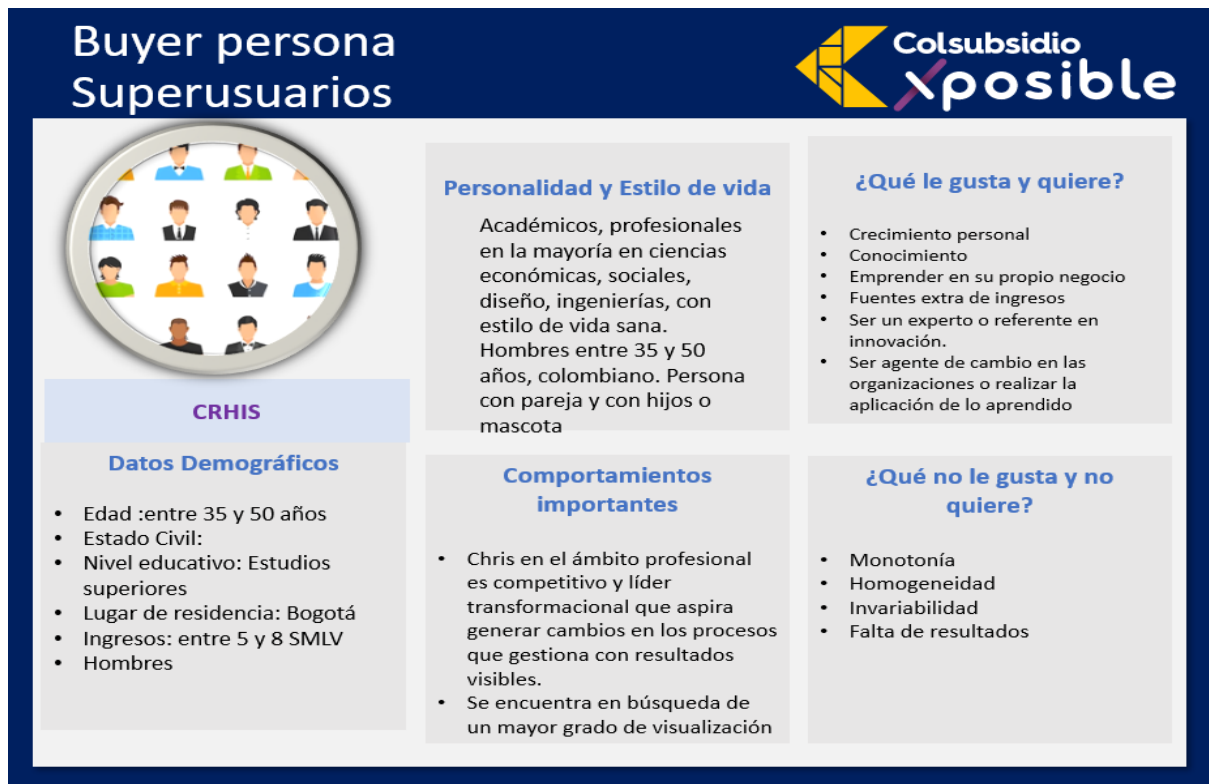 Buyer persona
Superusuarios
Colsubsidio
xposible
CRHIS
Datos Demográficos
• Edad :entre 35 y 50 años
• Estado Civil:
• Nivel educativo: Estudios
superiores
• Lugar de residencia: Bogotá
• Ingresos: entre 5 y 8 SMLV
• Hombres
Personalidad y Estilo de vida
Académicos, profesionales
en la mayoría en ciencias
económicas, sociales,
diseño, ingenierías, con
estilo de vida sana.
Hombres entre 35 y 50
años, colombiano. Persona
con pareja y con hijos o
mascota
Comportamientos
importantes
• Chris en el ámbito profesional
es competitivo y líder
transformacional que aspira
generar cambios en los procesos
que gestiona con resultados
visibles.
• Se encuentra en búsqueda de
un mayor grado de visualización
¿Qué le gusta y quiere?
• Crecimiento personal
• Conocimiento
• Emprender en su propio negocio
• Fuentes extra de ingresos
• Ser un experto o referente en
innovación.
• Ser agente de cambio en las
organizaciones o realizar la
aplicación de lo aprendido
¿Qué no le gusta y no
quiere?
• Monotonía
• Homogeneidad
• Invariabilidad
• Falta de resultados